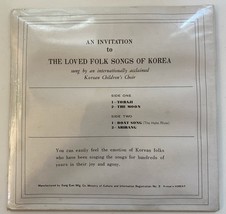 AN INVITATION
to
THE LOVED FOLK SONGS OF KOREA
sung by an internationally acclaimed
Korean Children's Choir
SIDE ONE
1 - TORAJI
2 - THE MOON
SIDE TWO
1 - BOAT SONG
2 - ARIRANG
You can easily feel the emotion of Korean folks
who have been singing the songs for hundreds of
years in their joy and agony.